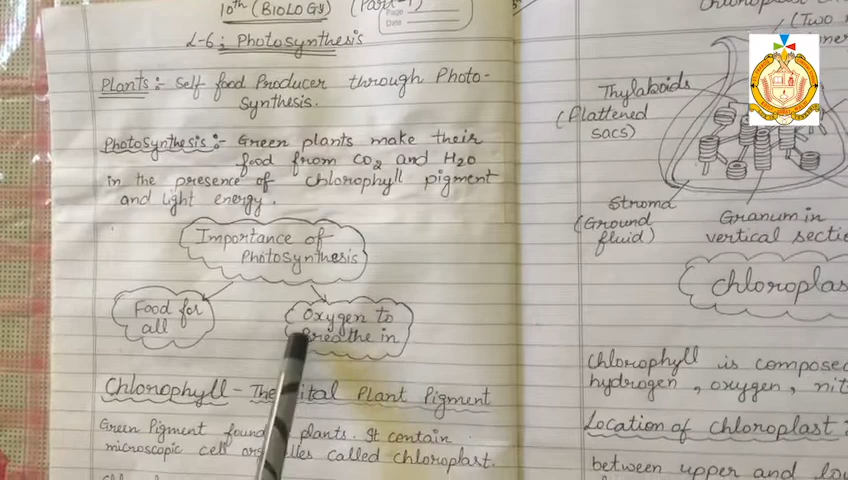 10th (BIOLOGY) (Part-1)
Page
Date
L-6: Photosynthesis
Plants:- Self food Producer through Photo-
Synthesis.
Photosynthesis:- Green plants make their
food from CO2 and H2O
in the presence of chlorophyll pigment
and light energy.
Importance of
Photosynthesis
Food for
all
Oxygen to
Breathe in
Chlorophyll - The Vital Plant Pigment
Green Pigment found plants. It contain
microscopic cell called chloroplast.
(Two
Thylakoids
(Flattened
sacs)
Stroma
(Ground
fluid)
Granum in
vertical secti
chloroplas
chlorophyll is compose
hydrogen, oxygen, nit
Location of chloroplast:
between upper and lo